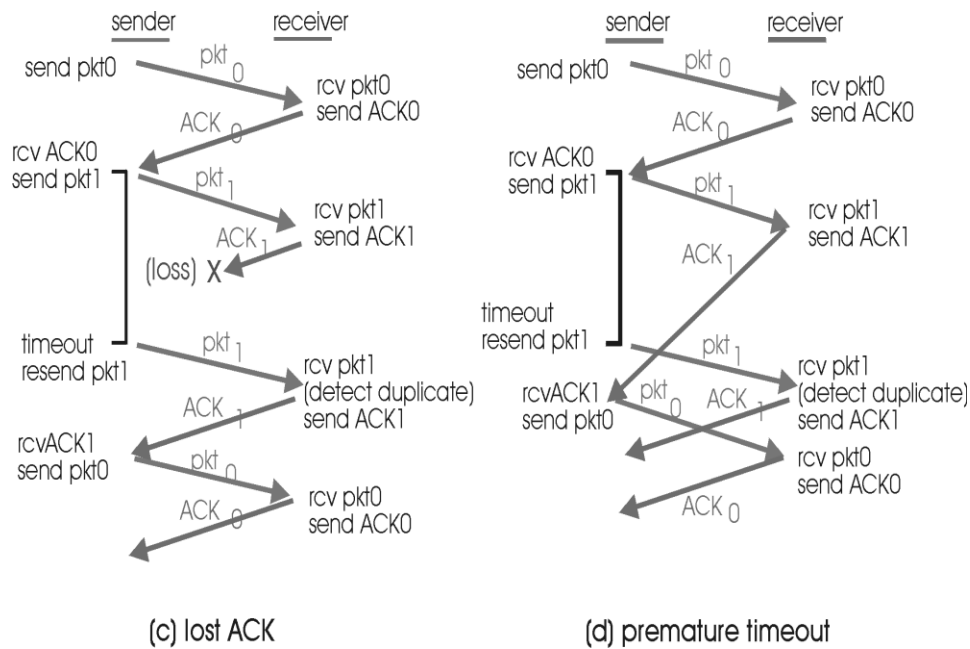 sender
receiver
send pkt0
pkt 0
rcv pkt0
send ACK0
ACK 0
rcv ACK0
send pkt1
pkt 1
rcv pkt1
send ACK1
ACK 1
(loss) X
timeout
resend pkt1
pkt 1
rcv pkt1
(detect duplicate)
send ACK1
ACK 1
rcvACK1
send pkt0
pkt 0
rcv pkt0
send ACK0
ACK 0
(c) lost ACK
sender
receiver
send pkt0
pkt 0
rcv pkt0
send ACK0
ACK 0
rcv ACK0
send pkt1
pkt 1
rcv pkt1
send ACK1
ACK 1
timeout
resend pkt1
pkt 1
rcv pkt1
(detect duplicate)
send ACK1
rcvACK1
send pkt0
pkt 0
ACK 1
rcv pkt0
send ACK0
ACK 0
(d) premature timeout